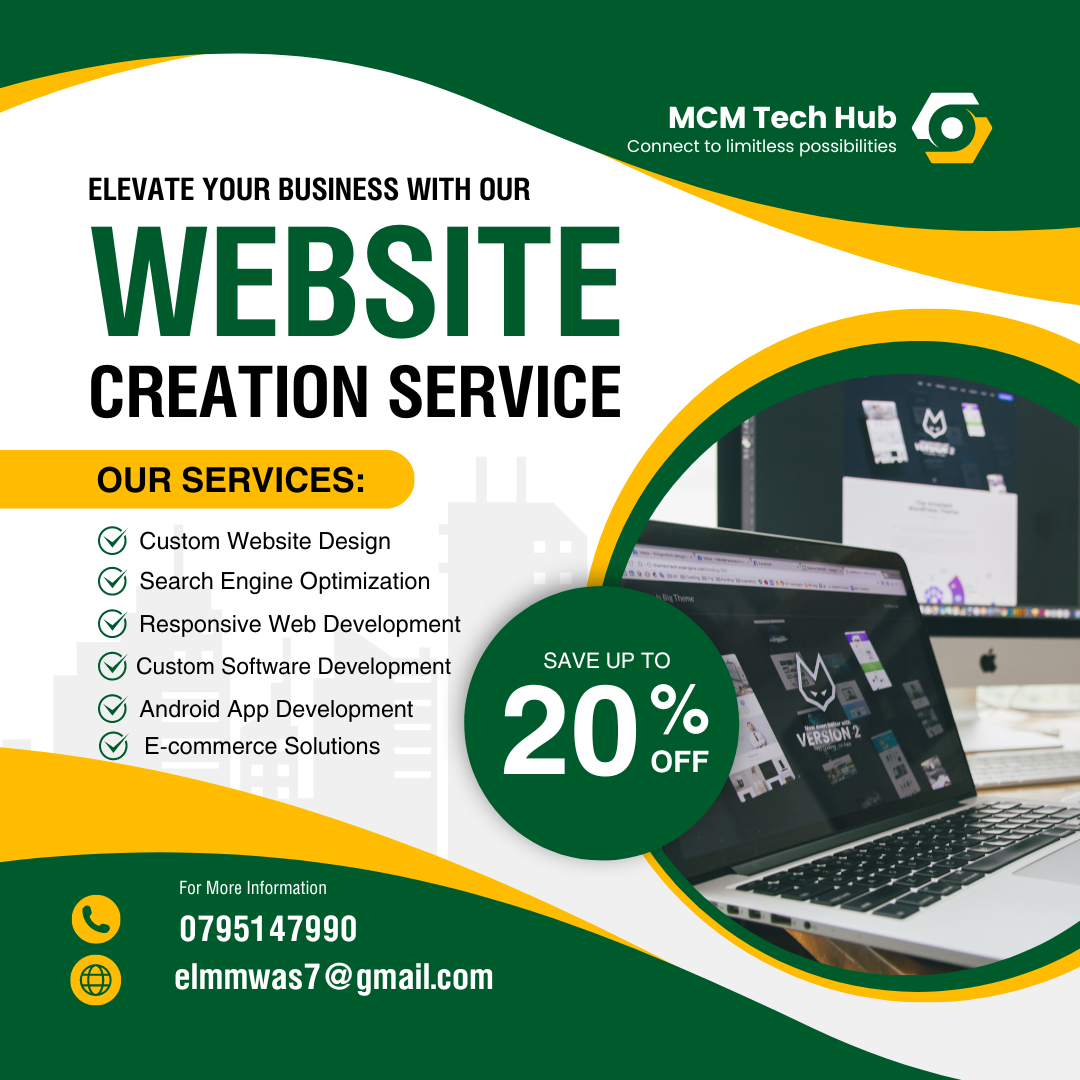 MCM Tech Hub
Connect to limitless possibilities
ELEVATE YOUR BUSINESS WITH OUR
WEBSITE
CREATION SERVICE
OUR SERVICES:
Custom Website Design
Search Engine Optimization
Responsive Web Development
Custom Software Development
Android App Development
E-commerce Solutions
SAVE UP TO
20%
OFF
VERSION 2
For More Information
0795147990
elmmwas7@gmail.com